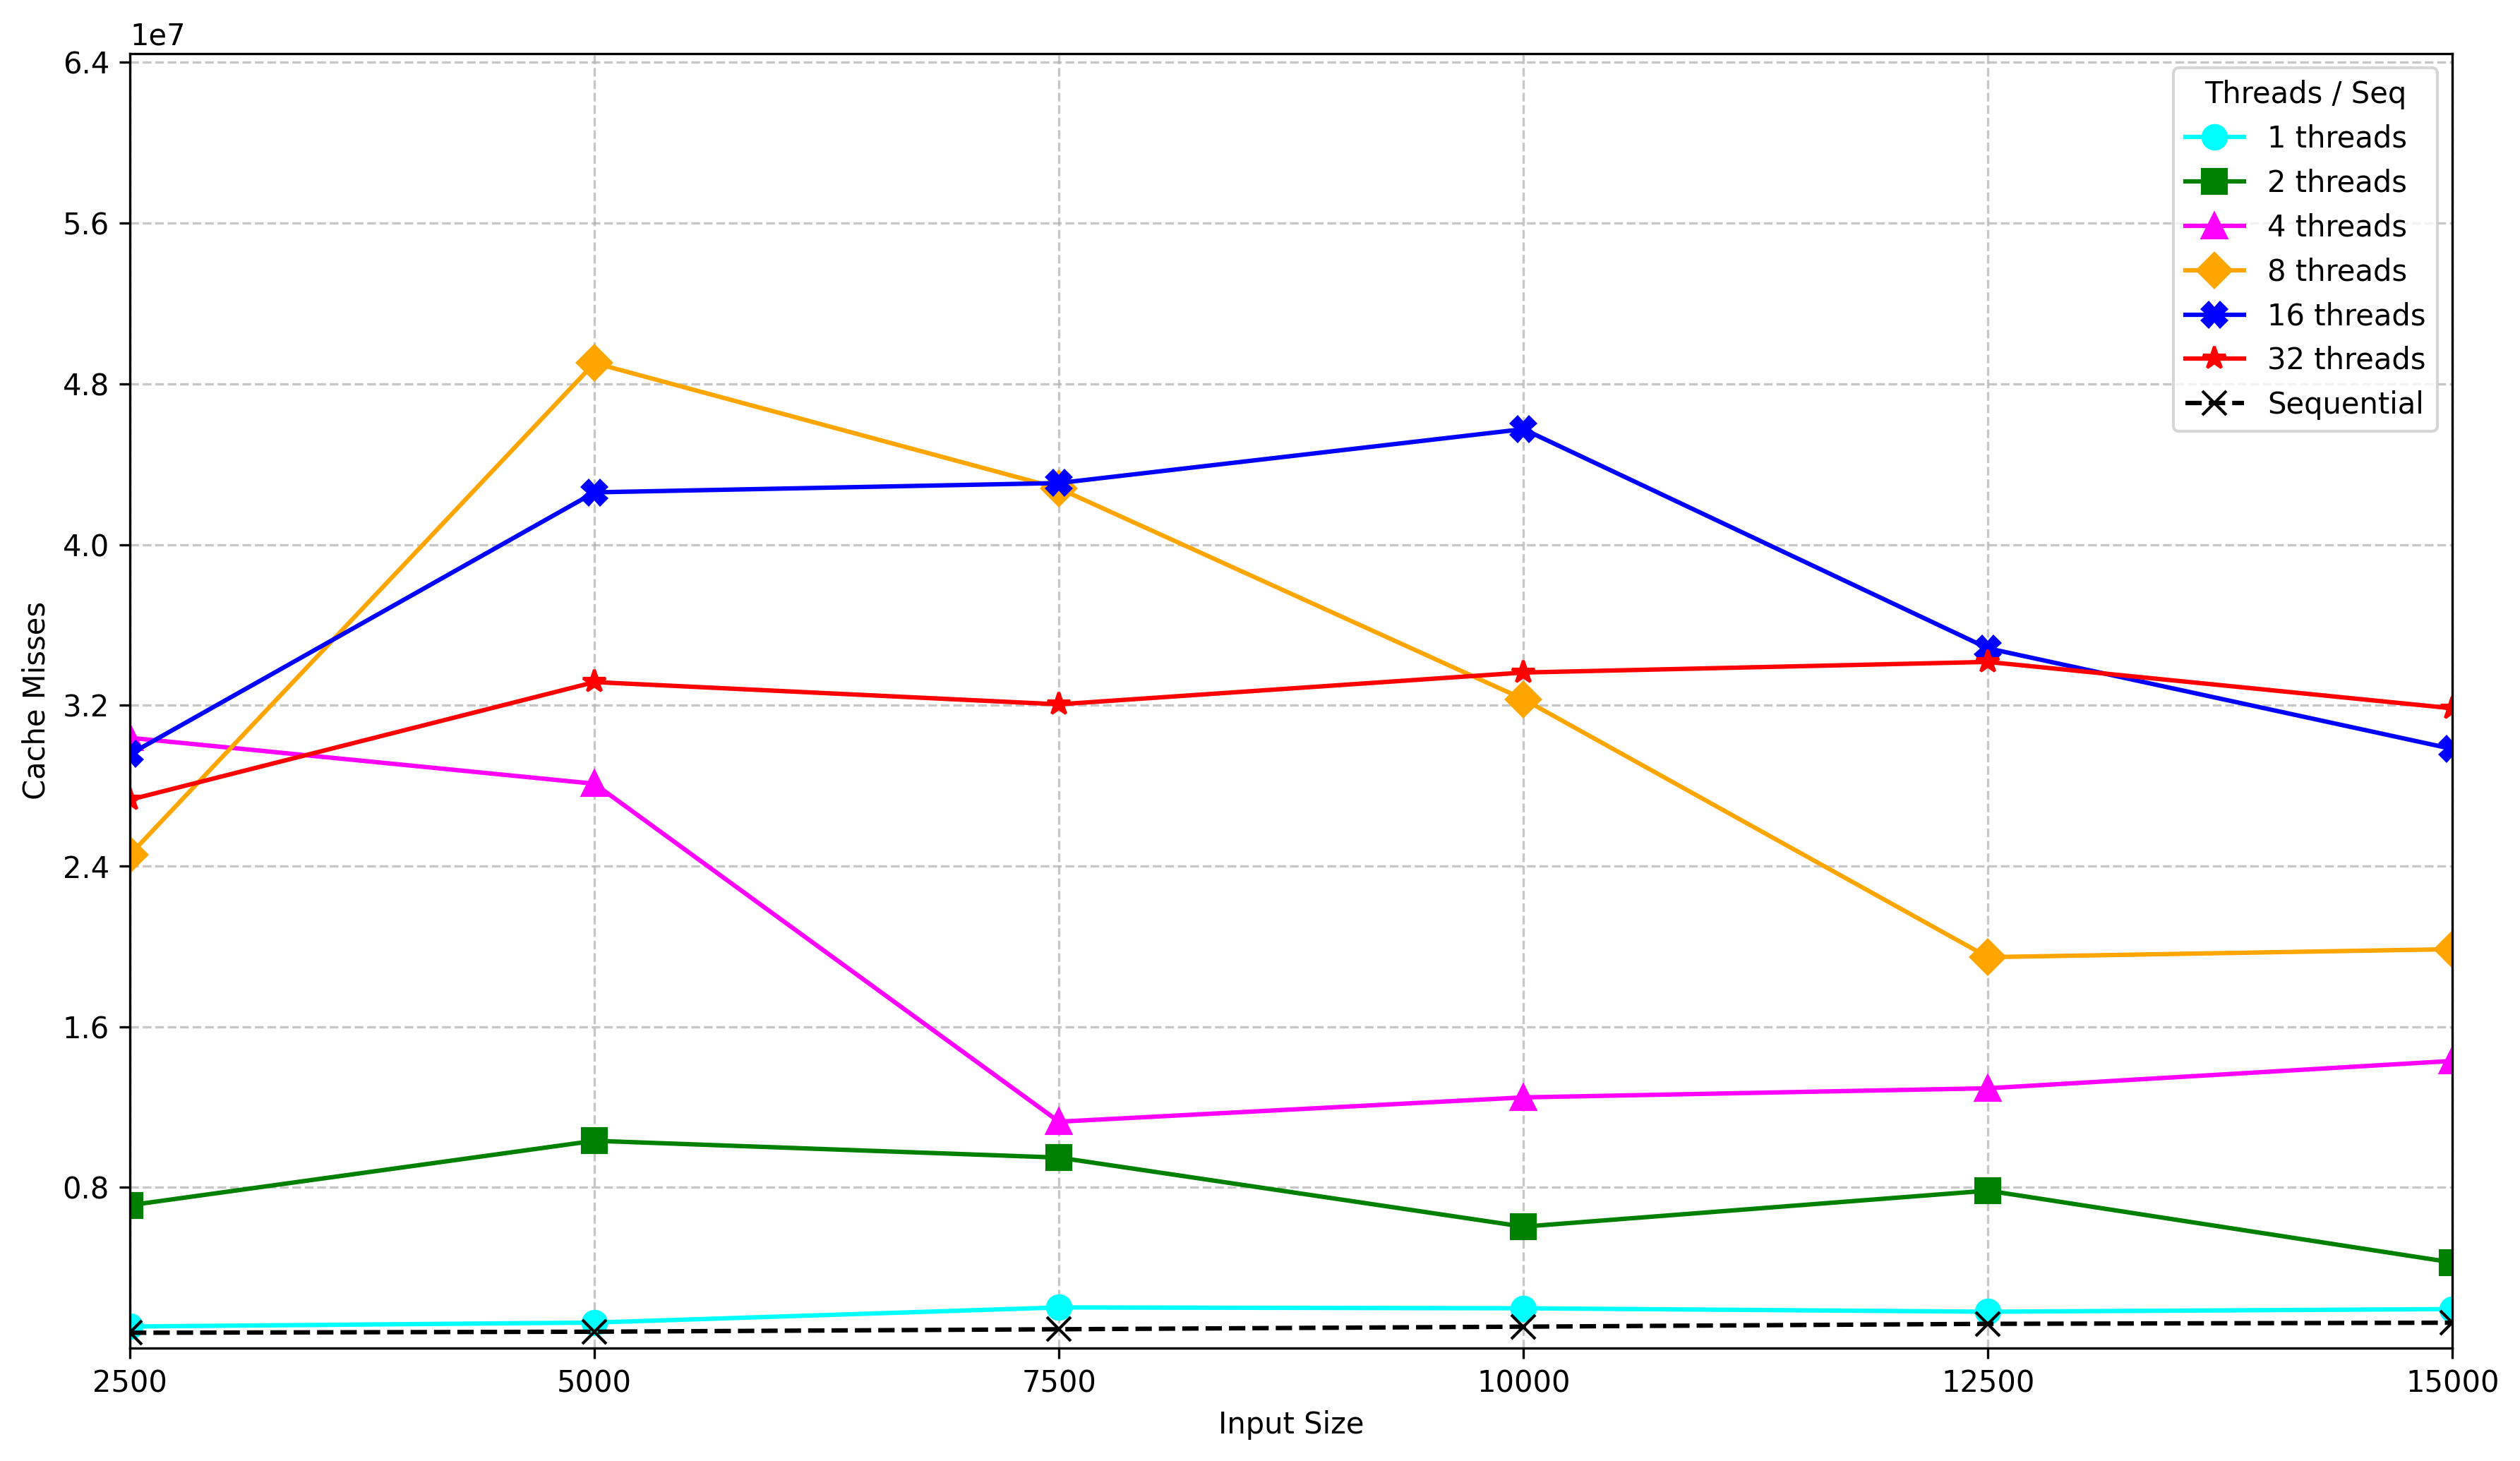 1e7
6.4
5.6
4.8
4.0
3.2
2.4
1.6
0.8
Cache Misses
Threads / Seq
1 threads
2 threads
4 threads
8 threads
16 threads
32 threads
Sequential
2500 5000 7500 10000 12500 15000
Input Size